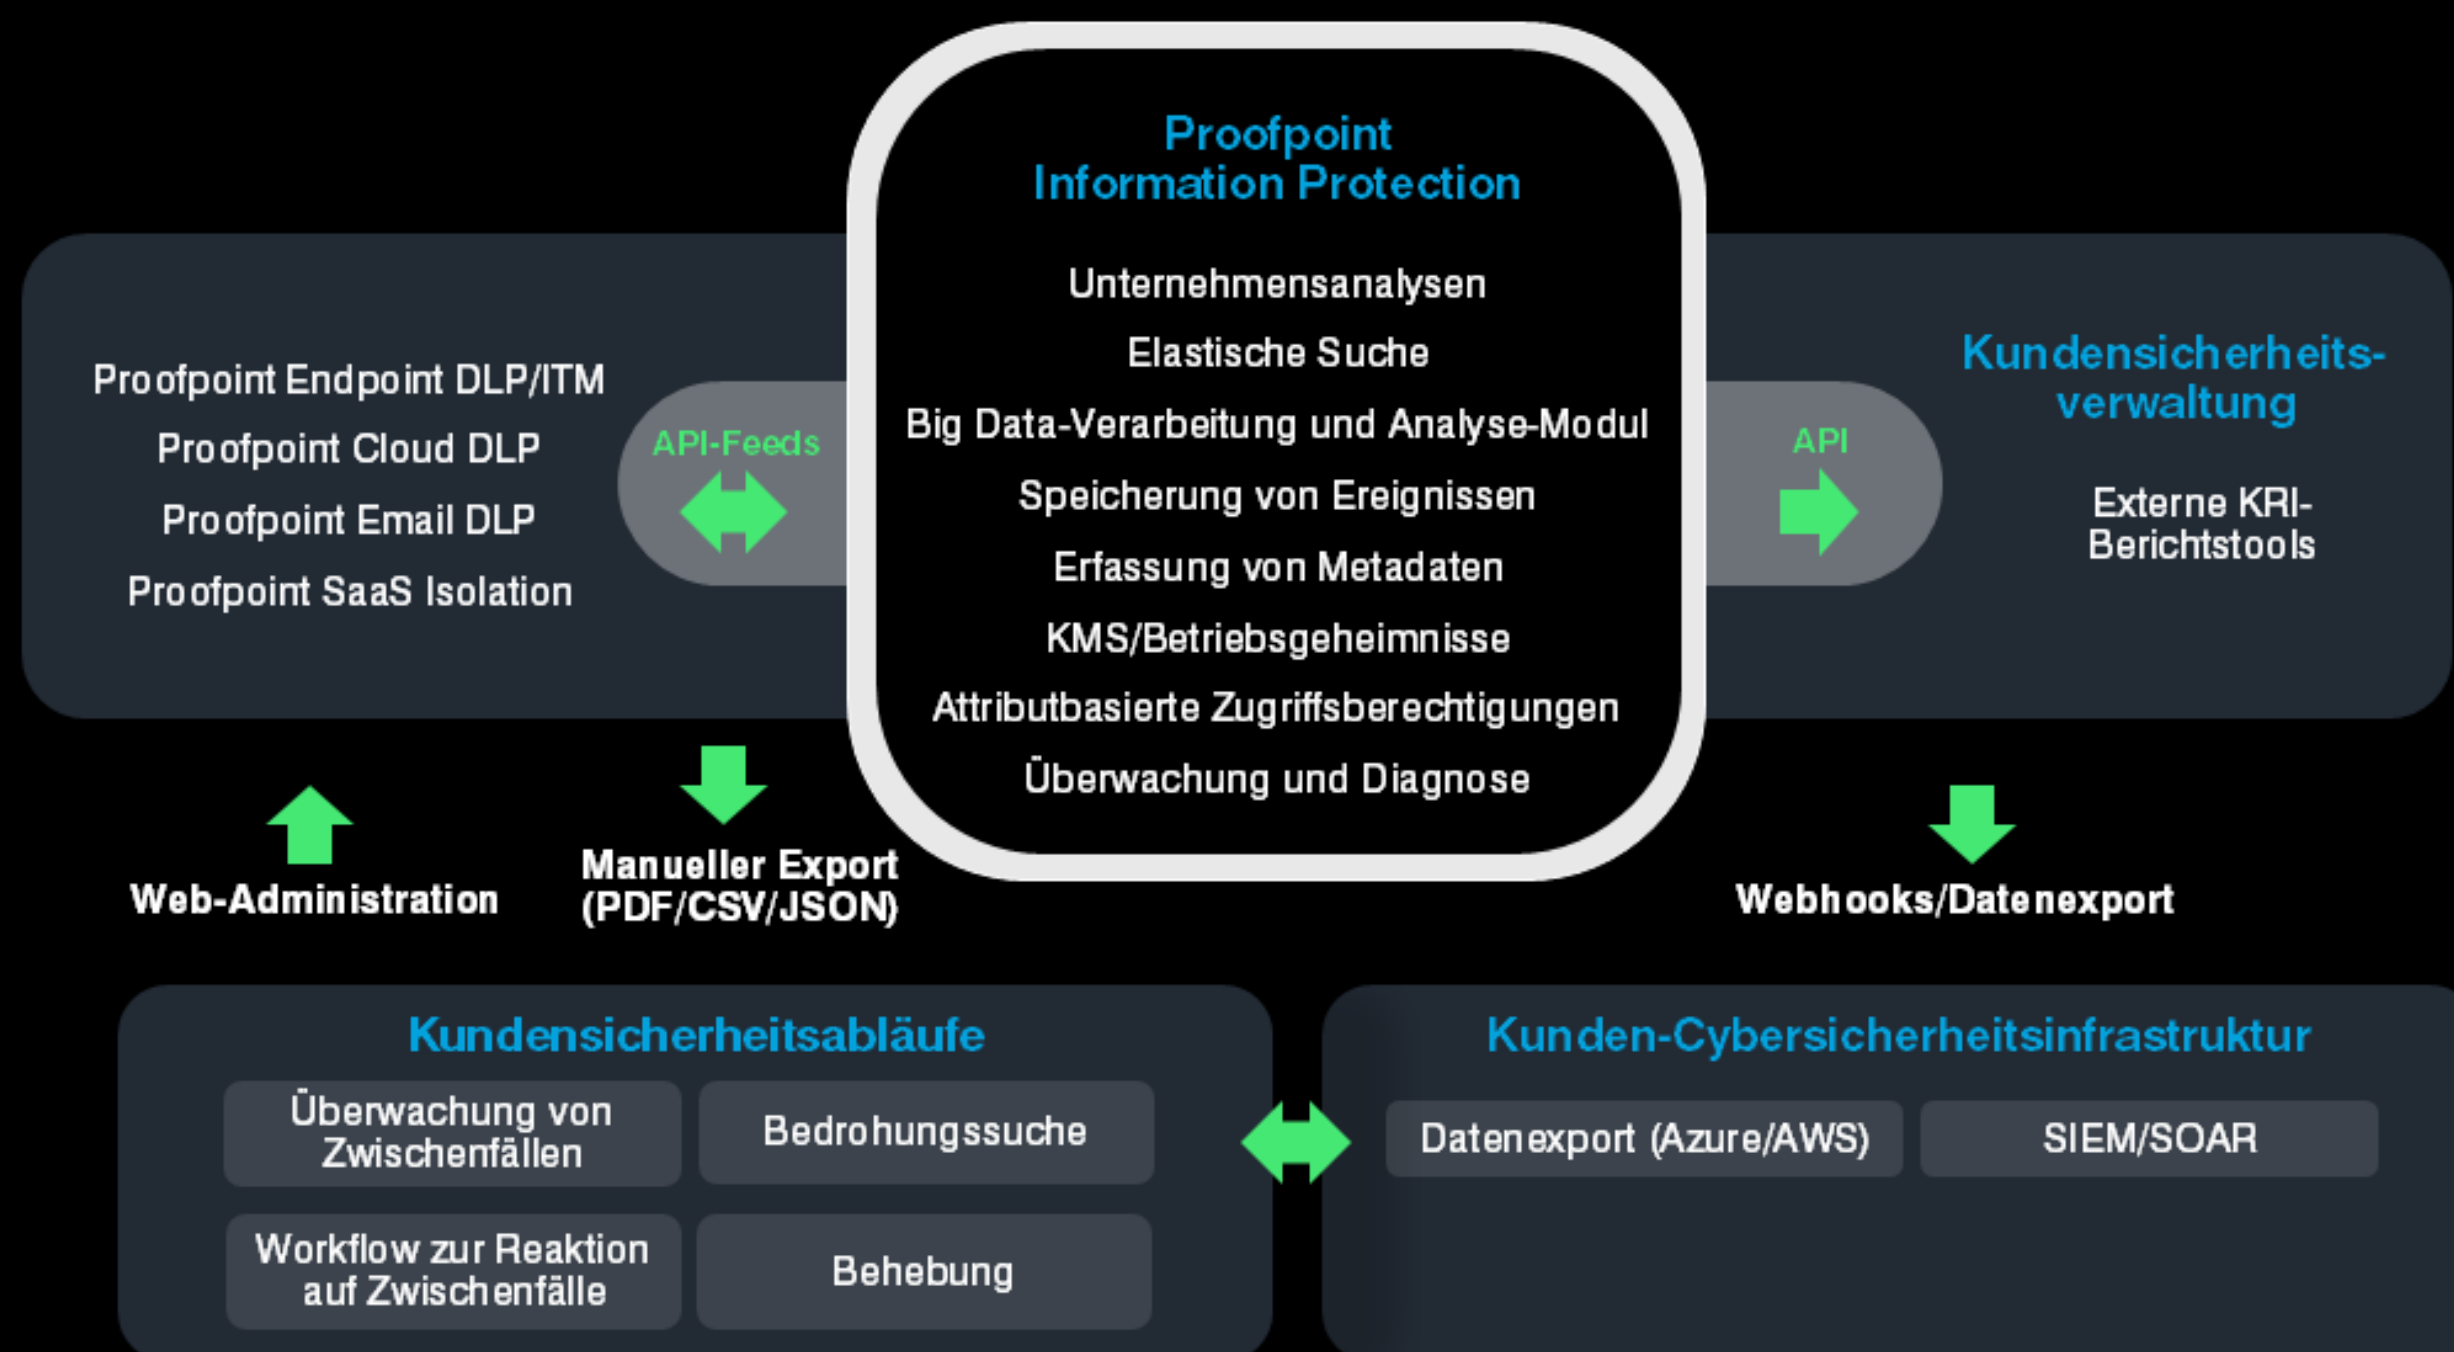 Proofpoint
Information Protection
Unternehmensanalysen
Elastische Suche
Big Data-Verarbeitung und Analyse-Modul
Speicherung von Ereignissen
Erfassung von Metadaten
KMS/Betriebsgeheimnisse
Attributbasierte Zugriffsberechtigungen
Überwachung und Diagnose
Proofpoint Endpoint DLP/ITM
Proofpoint Cloud DLP
Proofpoint Email DLP
Proofpoint SaaS Isolation
API-Feeds
API
Kundensicherheits-
verwaltung
Externe KRI-
Berichtstools
Web-Administration
Manueller Export
(PDF/CSV/JSON)
Webhooks/Datenexport
Kundensicherheitsabläufe
Überwachung von
Zwischenfällen
Bedrohungssuche
Workflow zur Reaktion
auf Zwischenfälle
Behebung
Kunden-Cybersicherheitsinfrastruktur
Datenexport (Azure/AWS)
SIEM/SOAR